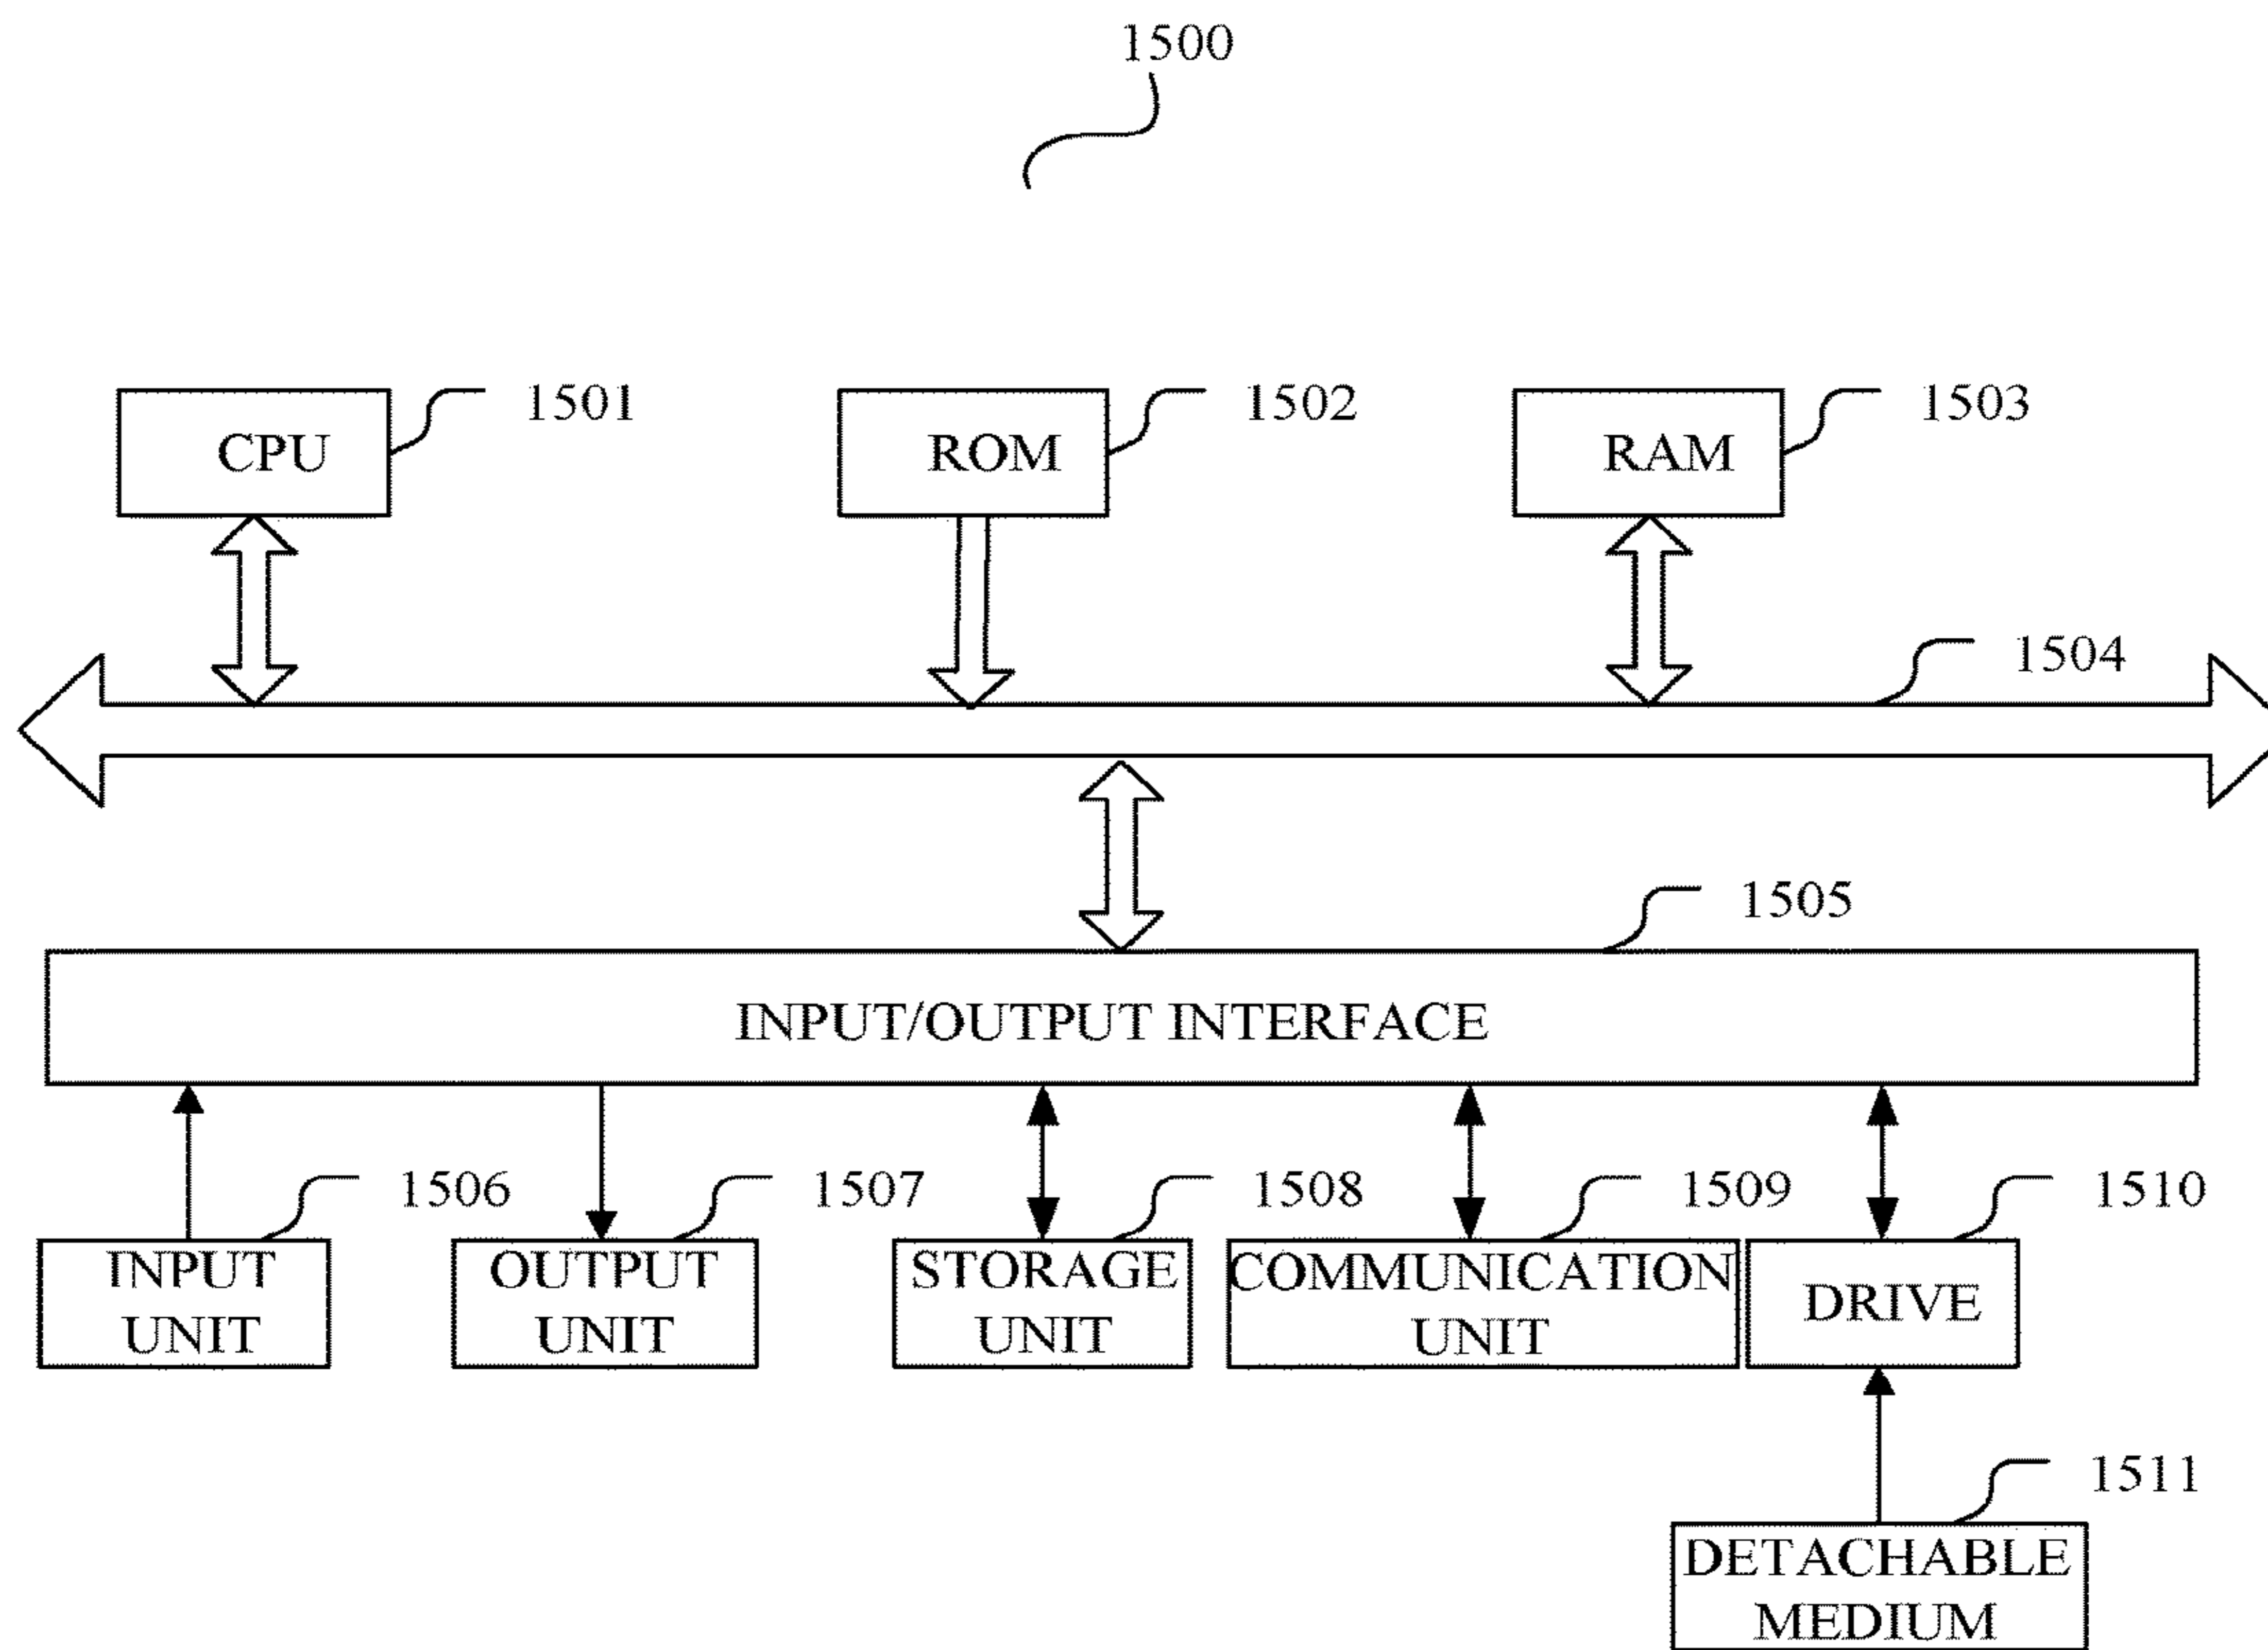 1500
CPU
1501
ROM
1502
RAM
1503
1504
1505
INPUT/OUTPUT INTERFACE
1506
1507
1508
1509
1510
INPUT
UNIT
OUTPUT
UNIT
STORAGE
UNIT
COMMUNICATION
UNIT
DRIVE
1511
DETACHABLE
MEDIUM